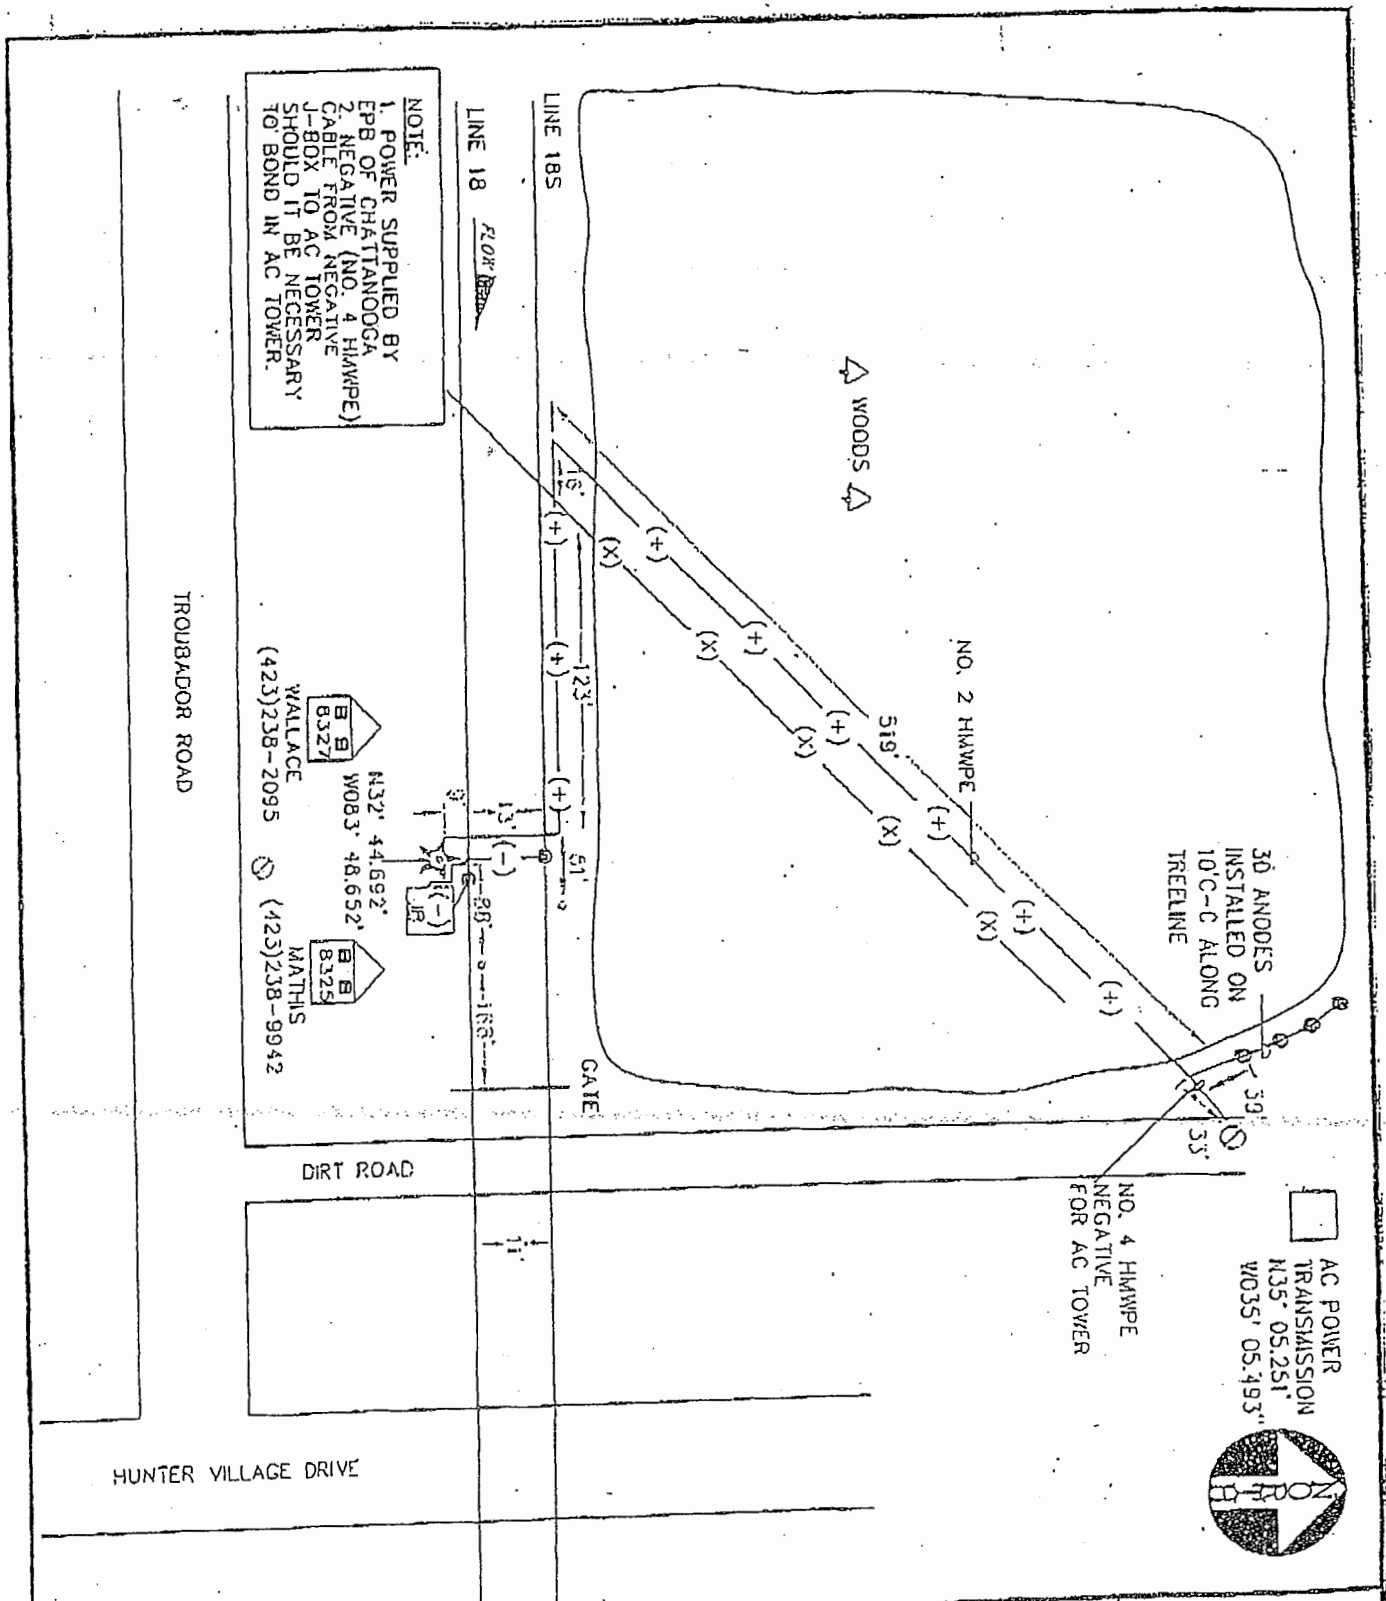 NOTE:
1. POWER SUPPLIED BY
EPB OF CHATTANOOGA
2. NEGATIVE (NO. 4 HMWPE)
CABLE FROM NEGATIVE
J-BOX TO AC TOWER
SHOULD IT BE NECESSARY
TO BOND IN AC TOWER.
LINE 18S
LINE 18
FLOW
WOODS
16'
(+)
(+)
(+)
123'
51'
(+)
(+)
(+)
(+)
(+)
(+)
(X)
(X)
(X)
(X)
(X)
519'
NO. 2 HMWPE
30 ANODES
INSTALLED ON
10'C-C ALONG
TREELINE
39'
33'
NO. 4 HMWPE
NEGATIVE
FOR AC TOWER
AC POWER
TRANSMISSION
N35° 05.251'
W035' 05.493"
NORTH
13'
9'
(-)
(-)
N32° 44.692'
W083° 48.652'
8327
WALLACE
(423)238-2095
8325
MATHIS
(423)238-9942
GATE
11'
TROUBADOR ROAD
DIRT ROAD
HUNTER VILLAGE DRIVE